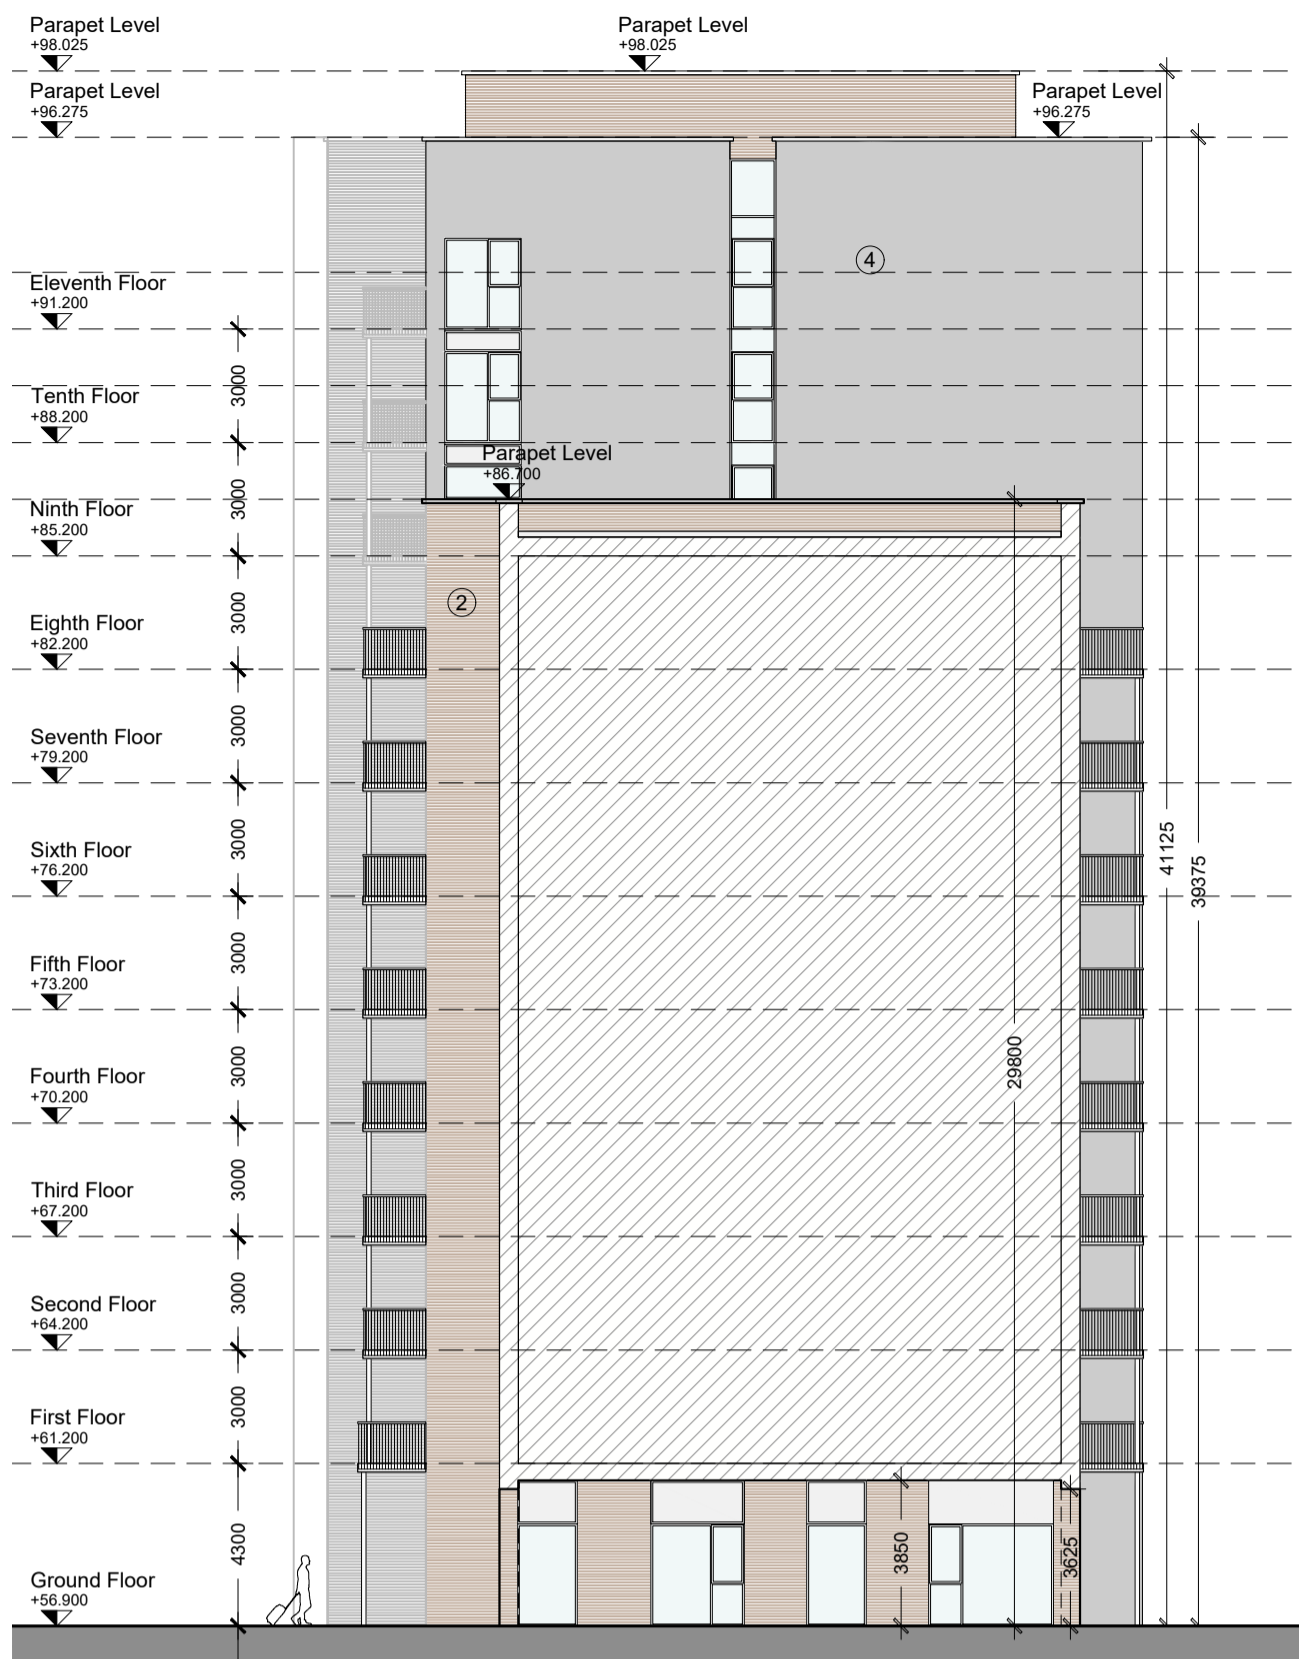 Parapet Level
+98.025
Parapet Level
+98.025
Parapet Level
+96.275
Parapet Level
+96.275
4
Eleventh Floor
+91.200
3000
Tenth Floor
+88.200
Parapet Level
+86.700
3000
Ninth Floor
+85.200
2
3000
Eighth Floor
+82.200
3000
Seventh Floor
+79.200
3000
41125
39375
Sixth Floor
+76.200
3000
Fifth Floor
+73.200
3000
29800
Fourth Floor
+70.200
3000
Third Floor
+67.200
3000
Second Floor
+64.200
3000
First Floor
+61.200
4300
3850
3625
Ground Floor
+56.900